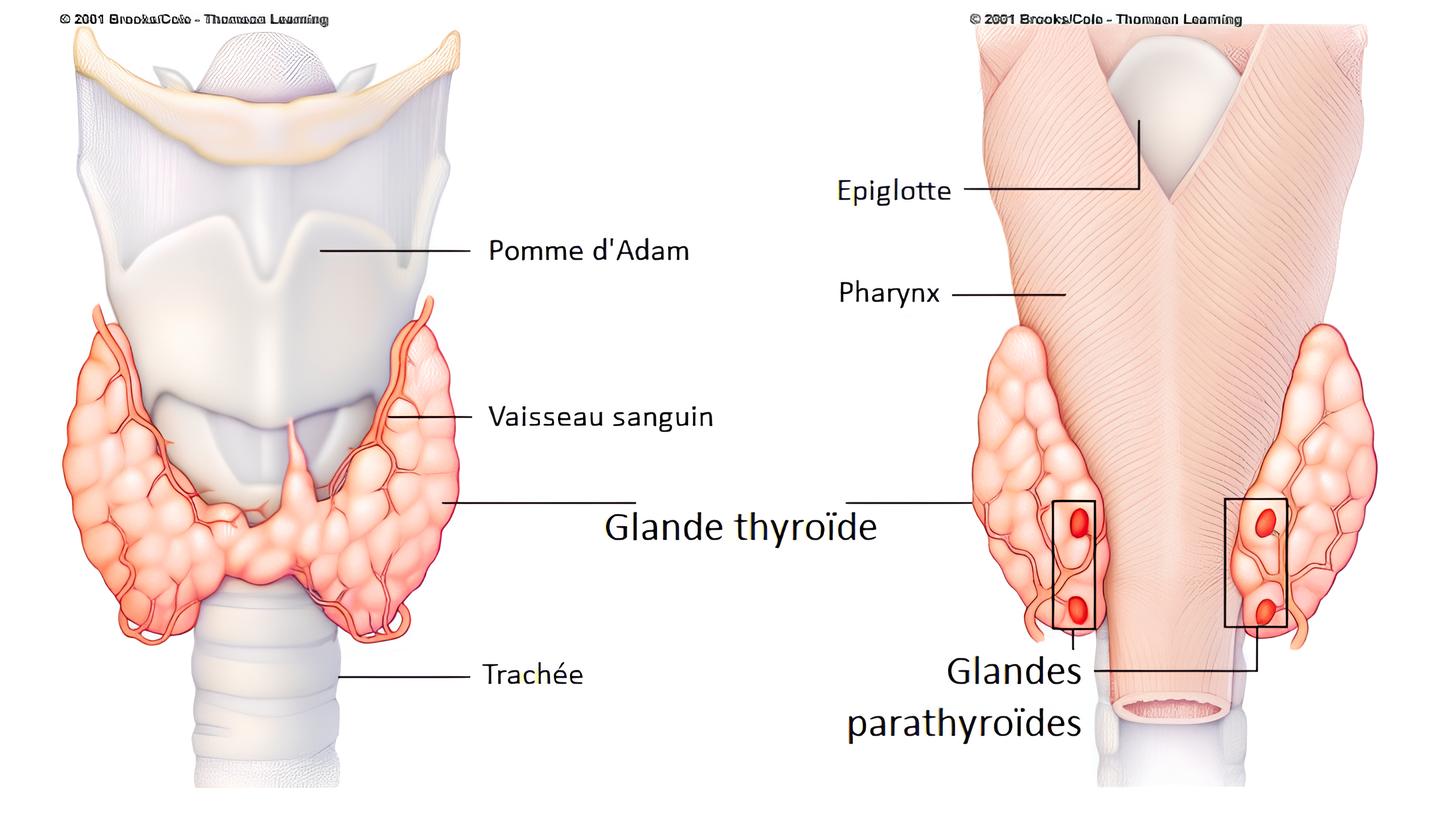 © 2001 Brooks/Cole - Thomson Learning
© 2001 Brooks/Cole - Thomson Learning
Epiglotte
Pomme d'Adam
Pharynx
Vaisseau sanguin
Glande thyroïde
Trachée
Glandes
parathyroïdes